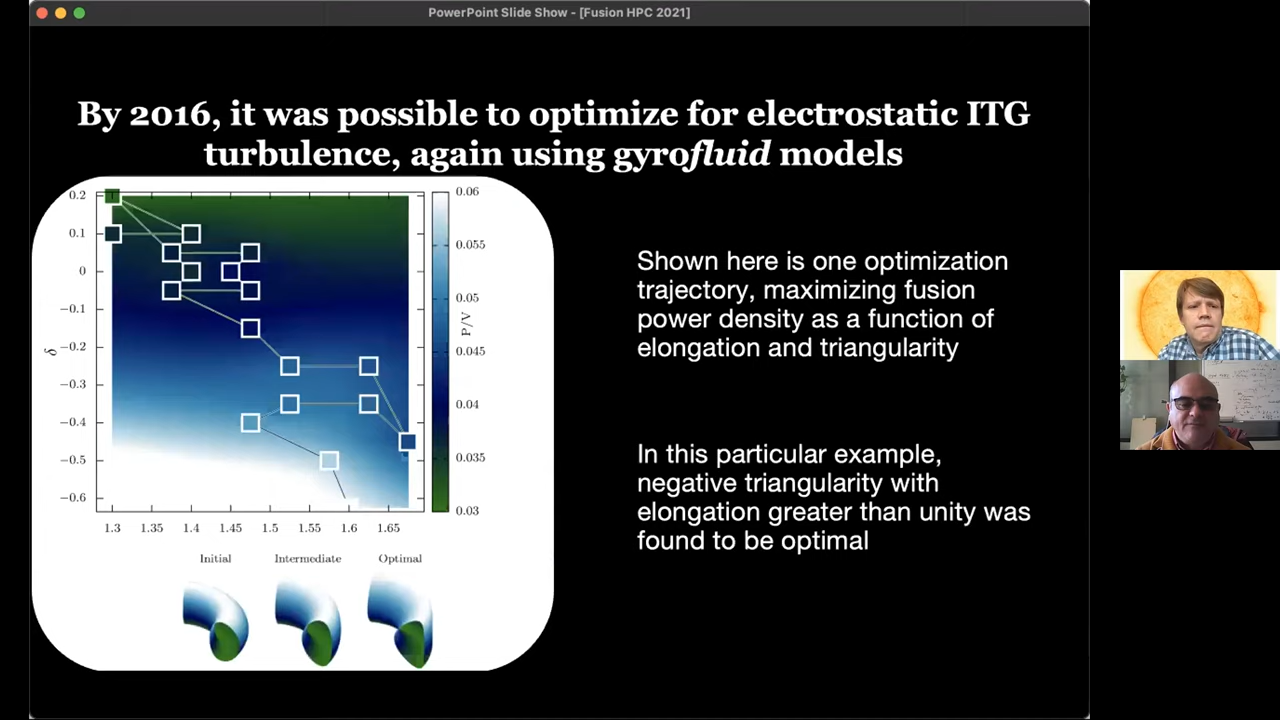 PowerPoint Slide Show - [Fusion HPC 2021]
By 2016, it was possible to optimize for electrostatic ITG
turbulence, again using gyrofluid models
0.2
0.1
0
−0.1
−0.2
−0.3
−0.4
−0.5
−0.6
δ
1.3 1.35 1.4 1.45 1.5 1.55 1.6 1.65
0.06
0.055
0.05
0.045
0.04
0.035
0.03
P/V
Initial Intermediate Optimal
Shown here is one optimization
trajectory, maximizing fusion
power density as a function of
elongation and triangularity
In this particular example,
negative triangularity with
elongation greater than unity was
found to be optimal